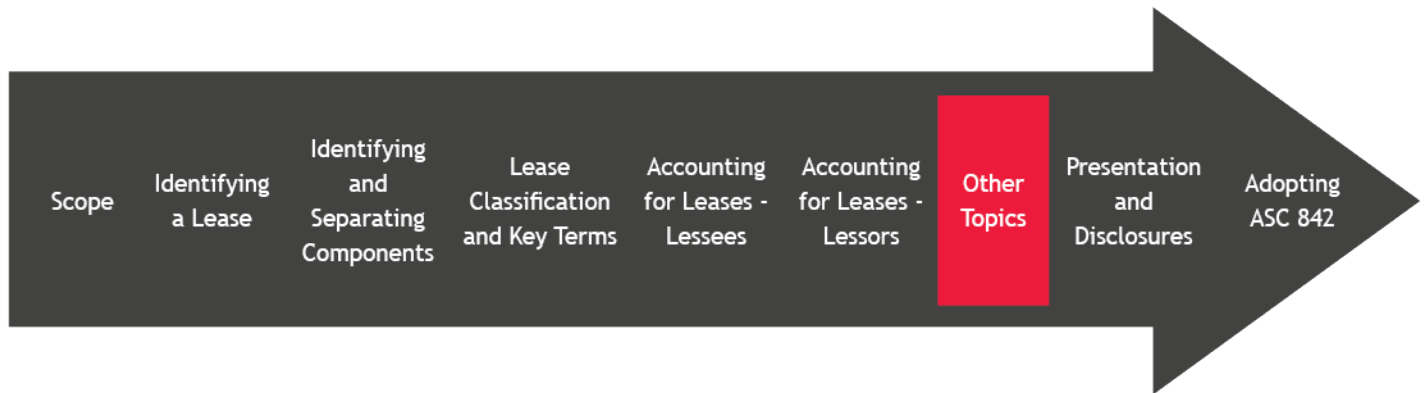 Scope
Identifying
a Lease
Identifying
and
Separating
Components
Lease
Classification
and Key Terms
Accounting
for Leases -
Lessees
Accounting
for Leases -
Lessors
Other
Topics
Presentation
and
Disclosures
Adopting
ASC 842